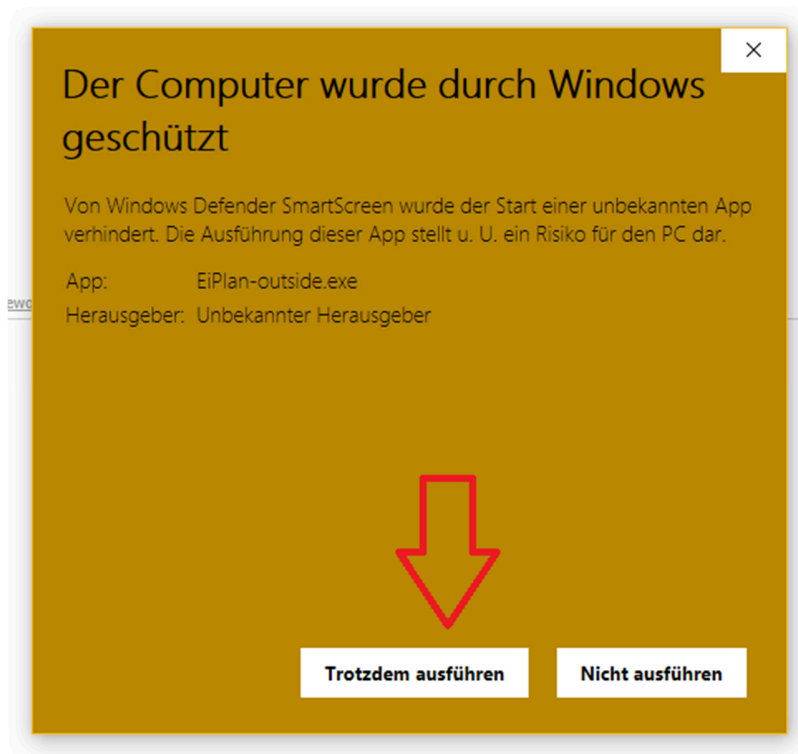 Der Computer wurde durch Windows
geschützt
Von Windows Defender SmartScreen wurde der Start einer unbekannten App
verhindert. Die Ausführung dieser App stellt u. U. ein Risiko für den PC dar.
App: EiPlan-outside.exe
Herausgeber: Unbekannter Herausgeber
Trotzdem ausführen Nicht ausführen